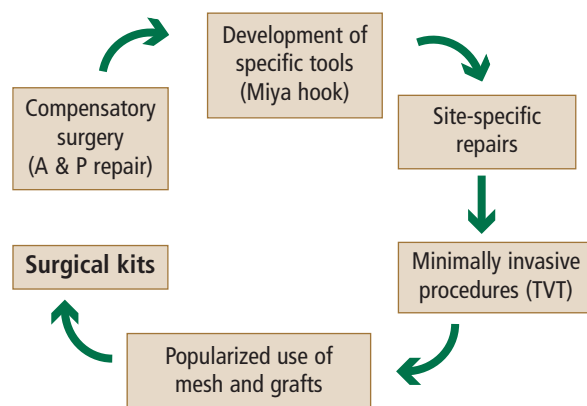 Compensatory
surgery
(A & P repair)
Development of
specific tools
(Miya hook)
Site-specific
repairs
Minimally invasive
procedures (TVT)
Popularized use of
mesh and grafts
Surgical kits